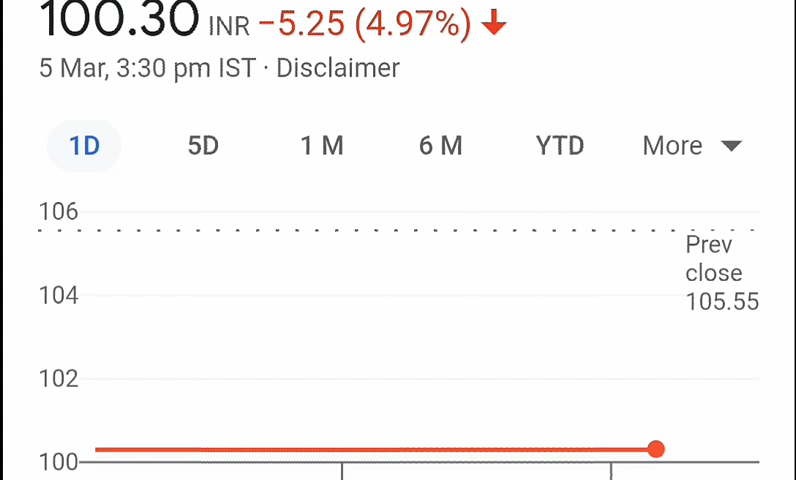 100.30 INR −5.25 (4.97%) ↓
5 Mar, 3:30 pm IST · Disclaimer
1D 5D 1 M 6 M YTD More
106
Prev
close
105.55
104
102
100